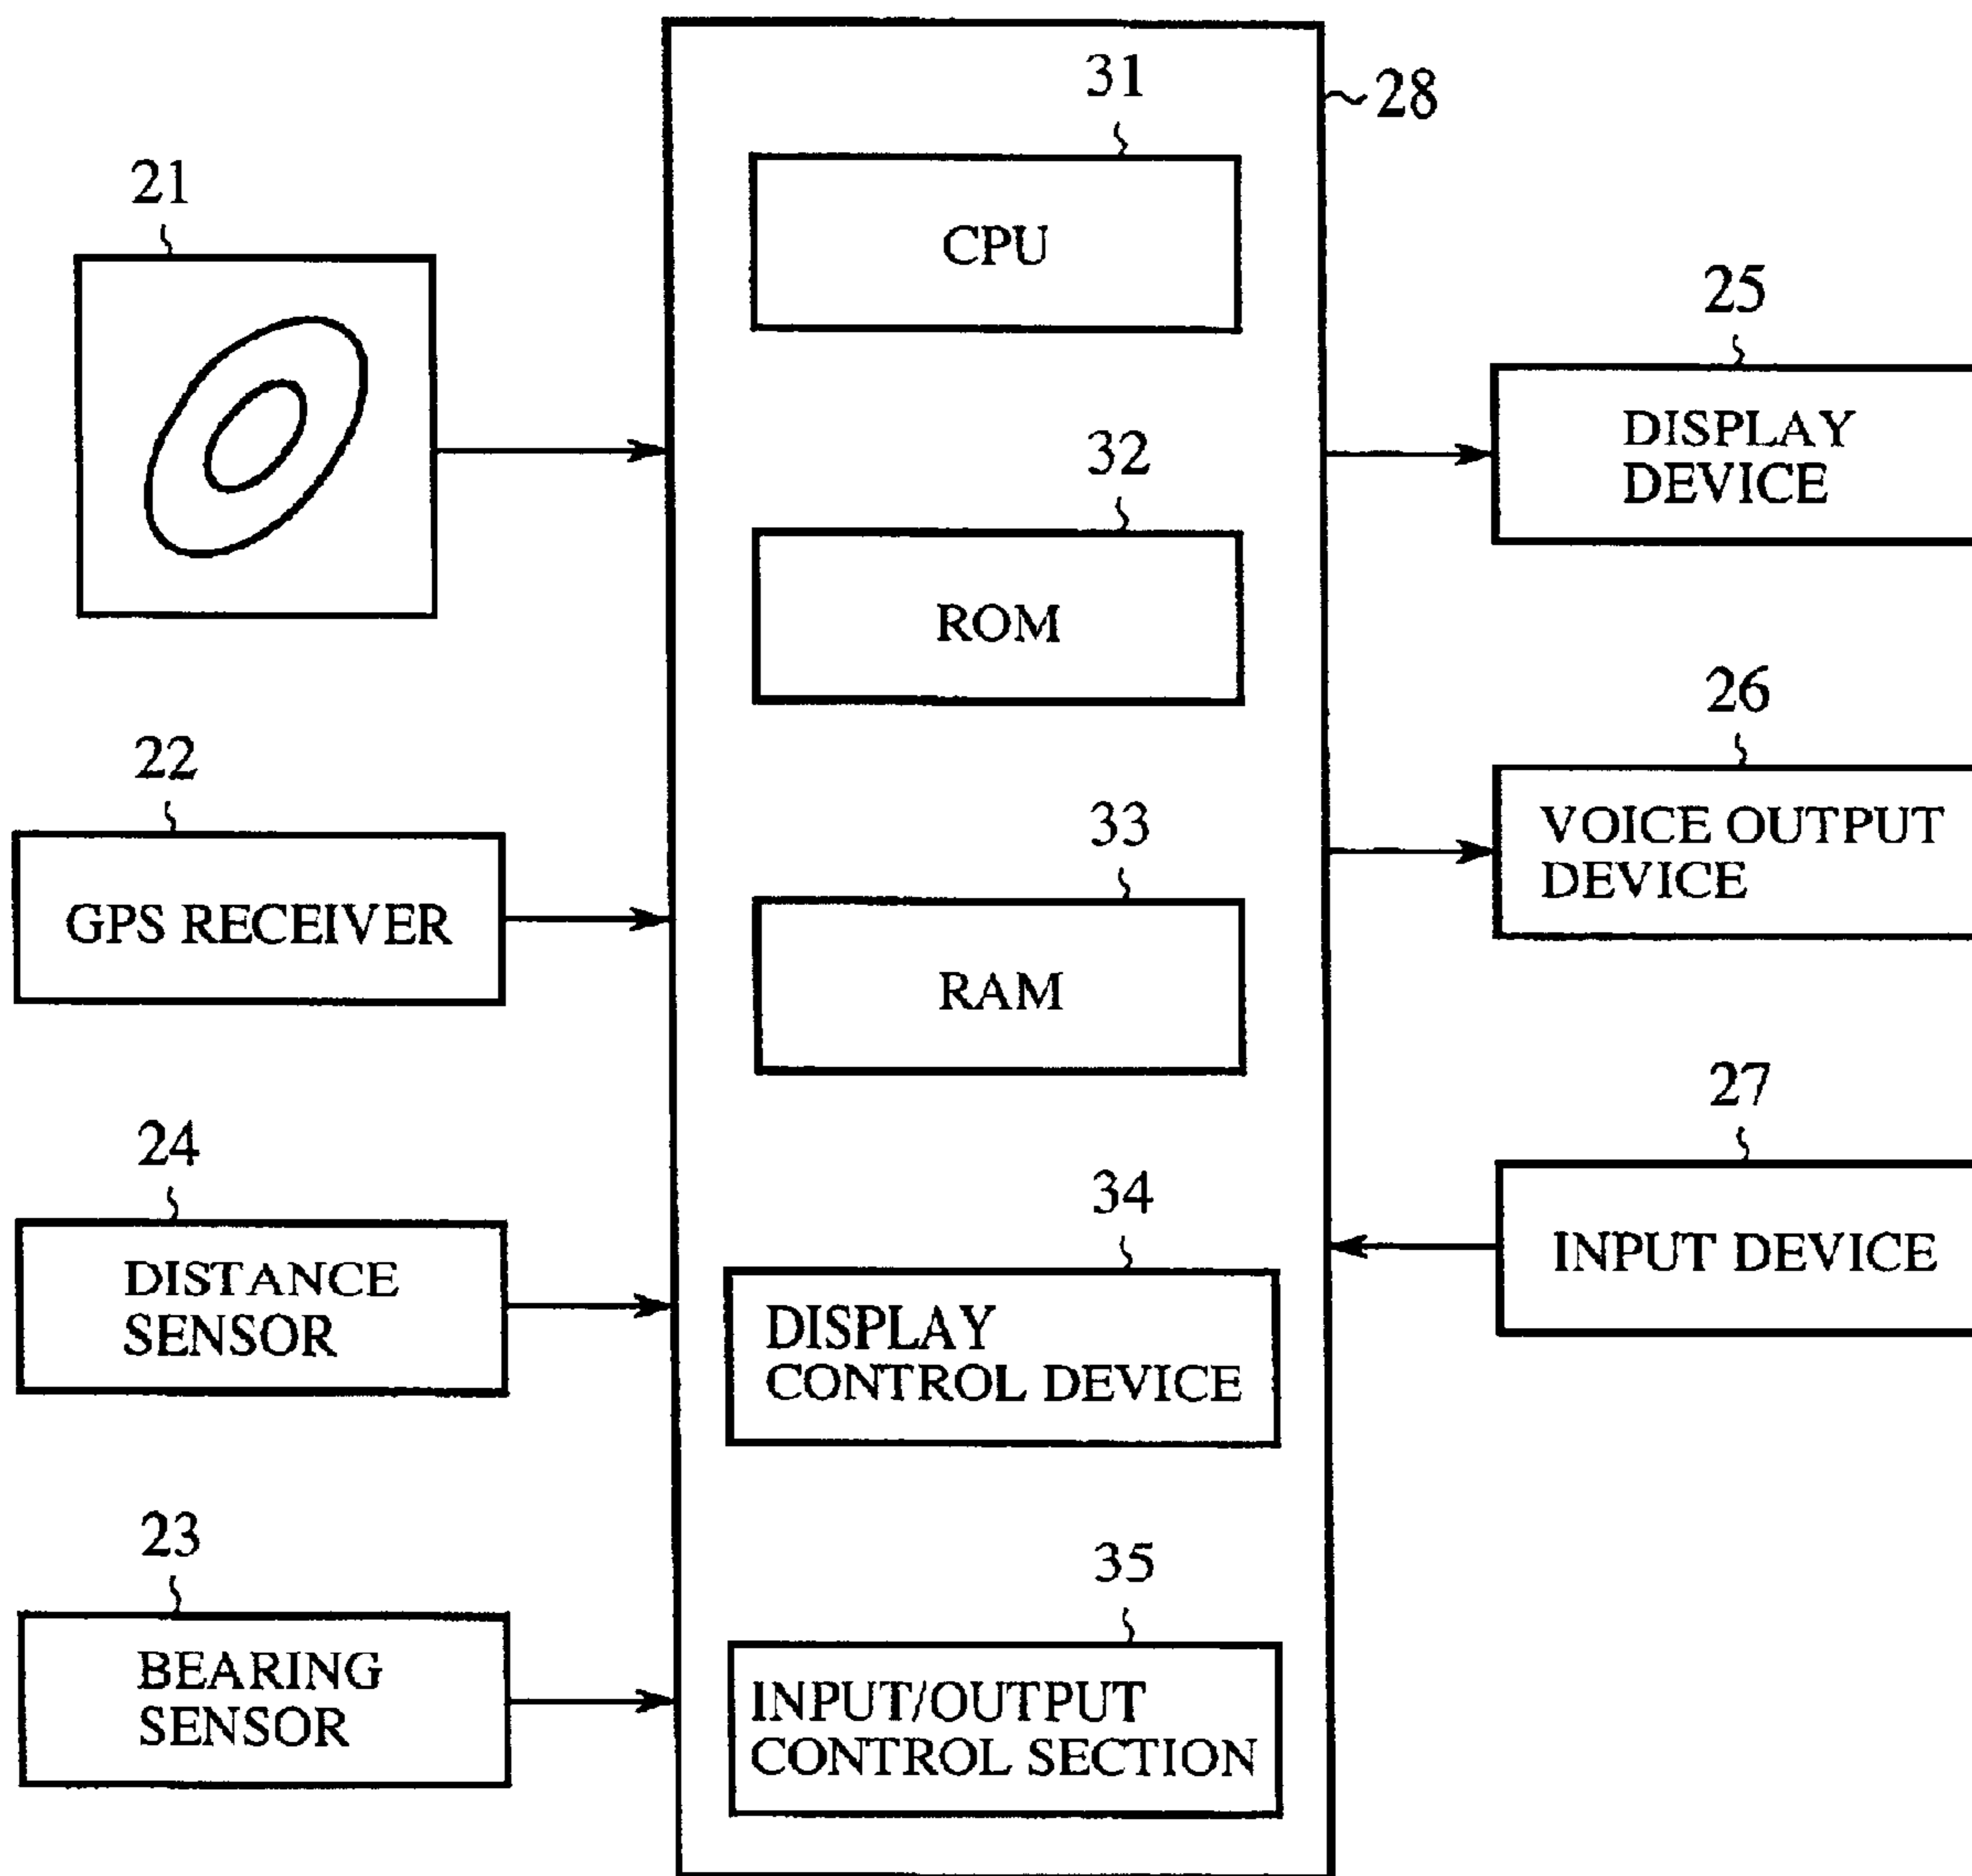 21
22
GPS RECEIVER
24
DISTANCE
SENSOR
23
BEARING
SENSOR
28
31
CPU
32
ROM
33
RAM
34
DISPLAY
CONTROL DEVICE
35
INPUT/OUTPUT
CONTROL SECTION
25
DISPLAY
DEVICE
26
VOICE OUTPUT
DEVICE
27
INPUT DEVICE